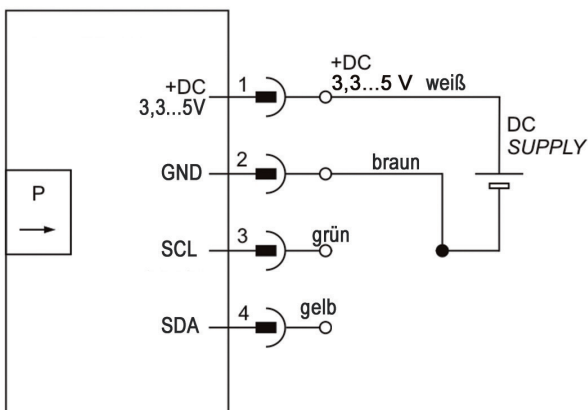 +DC
3,3...5V
1
+DC
3,3...5 V weiß
DC
SUPPLY
GND
2
braun
P
SCL
3
grün
SDA
4
gelb